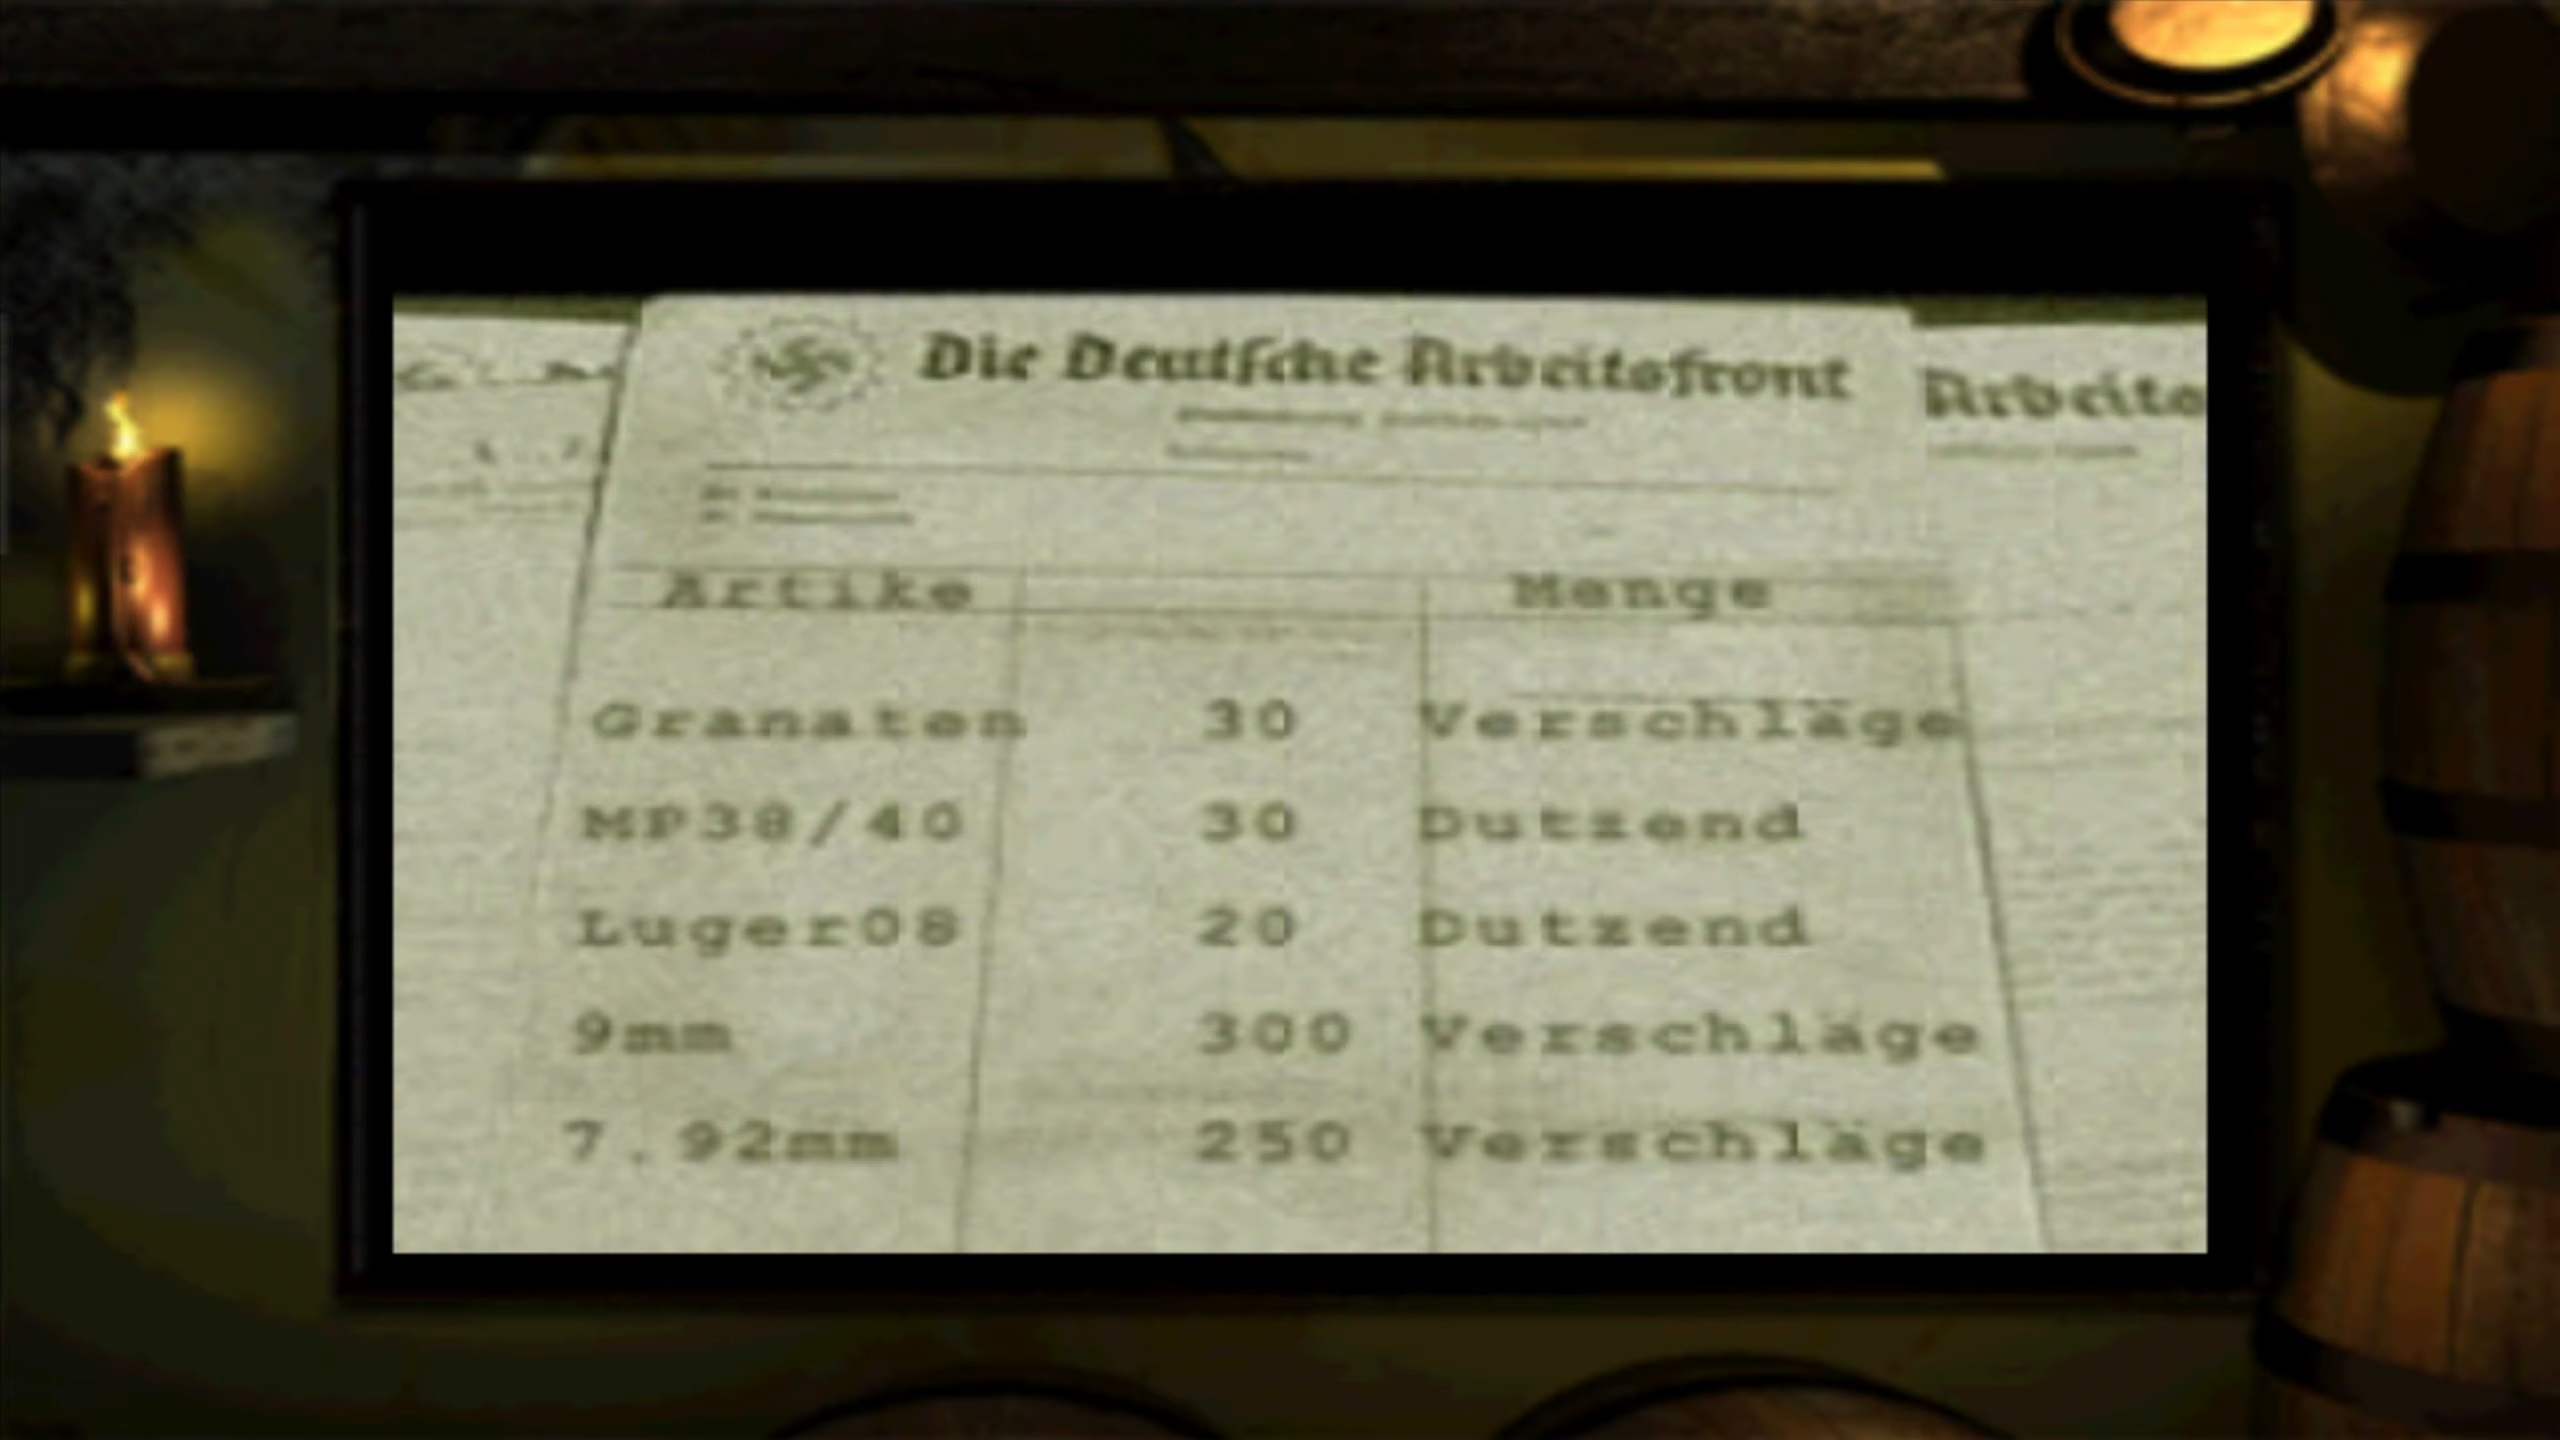 Die Deutsche Arbeitsfront
Arbeits
Artike Menge
Granaten 30 Verschläge
MP38/40 30 Dutzend
Luger08 20 Dutzend
9mm 300 Verschläge
7.92mm 250 Verschläge